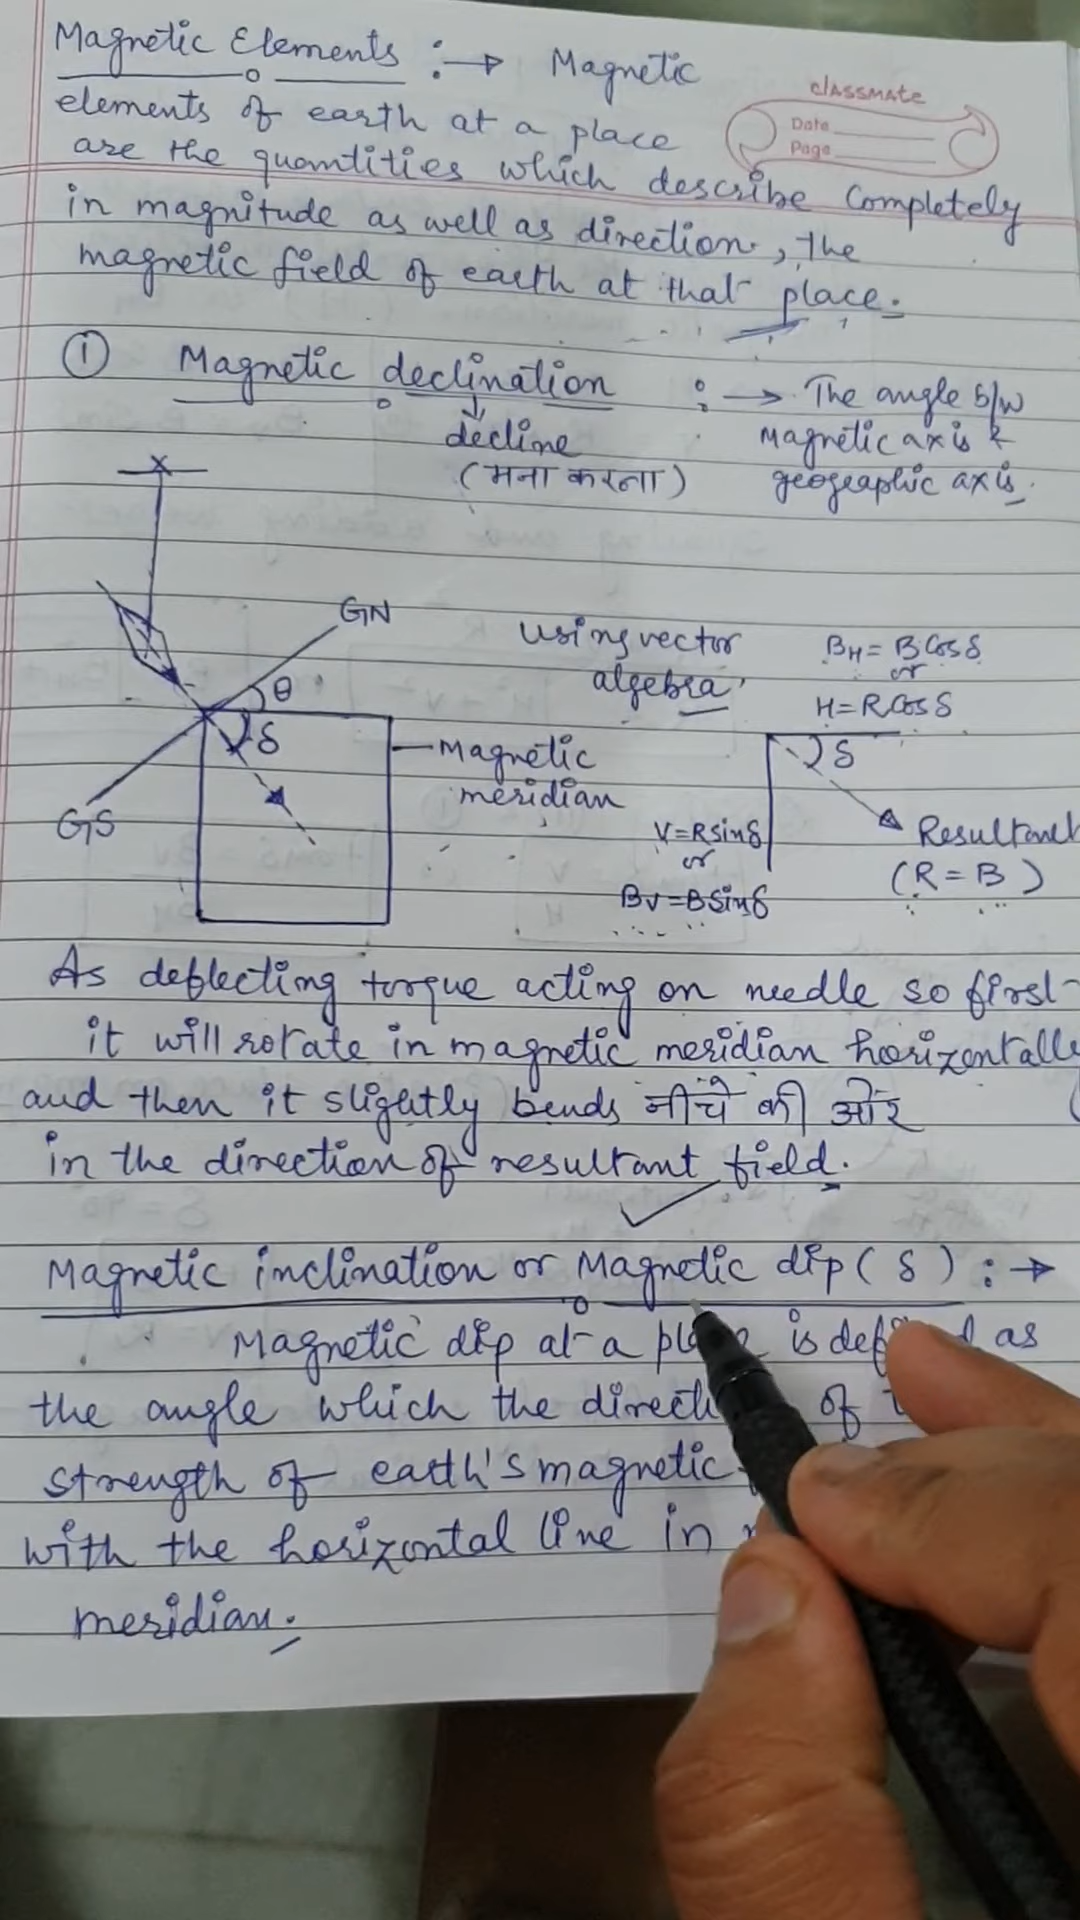 Magnetic Elements :→ Magnetic
classmate
Date
Page
elements of earth at a place
are the quantities which describe completely
in magnitude as well as direction, the
magnetic field of earth at that place.
① Magnetic declination :→ The angle b/w
decline
magnetic axis &
(मना करना)
geogeaphic axis.
GN
θ
δ
GS
Magnetic
meridian
using vector
algebra,
BH = B Cos δ
or
H = R Cos δ
δ
V = R sin δ
or
BV = B Sin δ
Resultant
(R = B)
As deflecting torque acting on needle so first
it will rotate in magnetic meridian horizontally
and then it slightly bends नीचे की ओर
in the direction of resultant field.
Magnetic inclination or Magnetic dip (δ) :→
Magnetic dip at a place is defined as
the angle which the direct of
strength of earth's magnetic
with the horizontal line in
meridian.